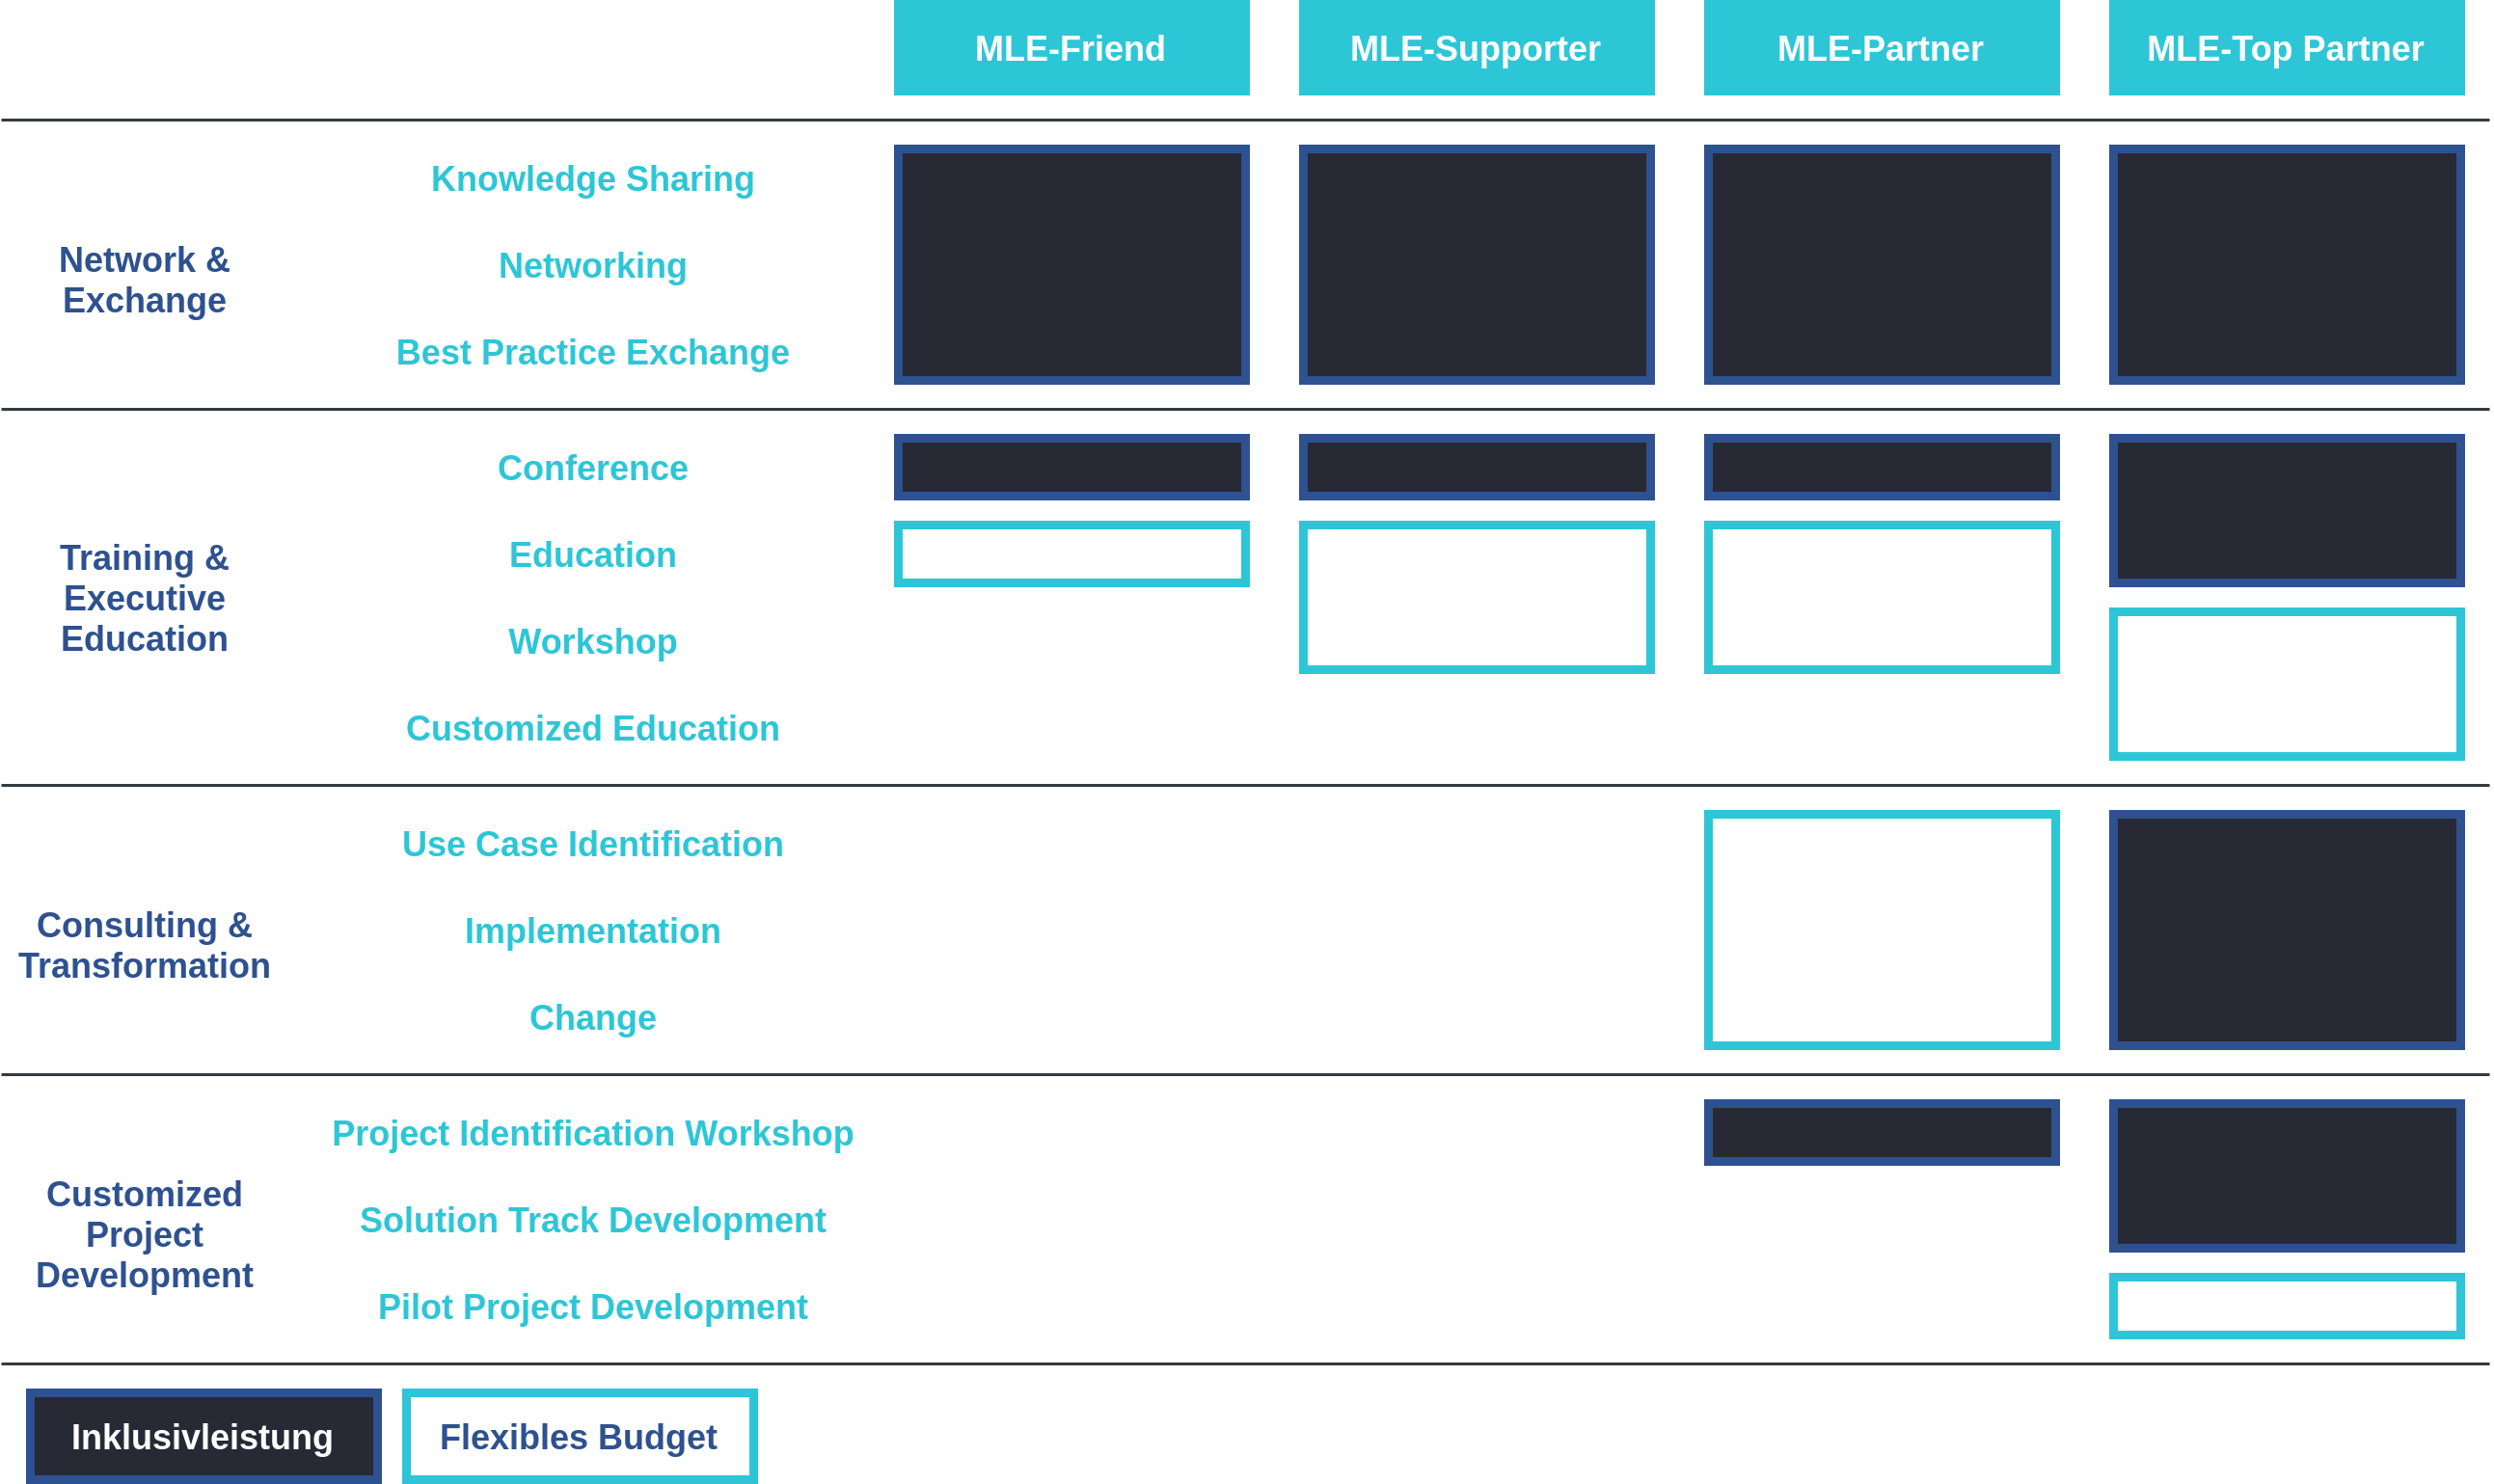 MLE-Friend
MLE-Supporter
MLE-Partner
MLE-Top Partner
Network &
Exchange
Knowledge Sharing
Networking
Best Practice Exchange
Training &
Executive
Education
Conference
Education
Workshop
Customized Education
Consulting &
Transformation
Use Case Identification
Implementation
Change
Customized
Project
Development
Project Identification Workshop
Solution Track Development
Pilot Project Development
Inklusivleistung
Flexibles Budget